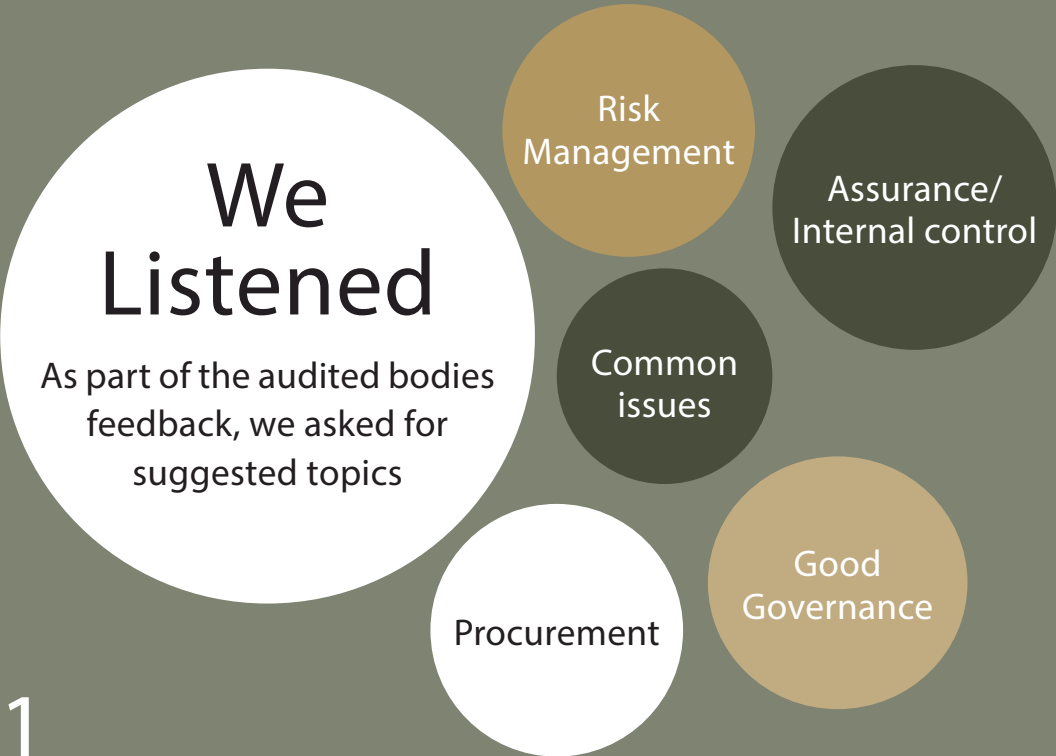 We
Listened
As part of the audited bodies
feedback, we asked for
suggested topics
Risk
Management
Assurance/
Internal control
Common
issues
Good
Governance
Procurement
1